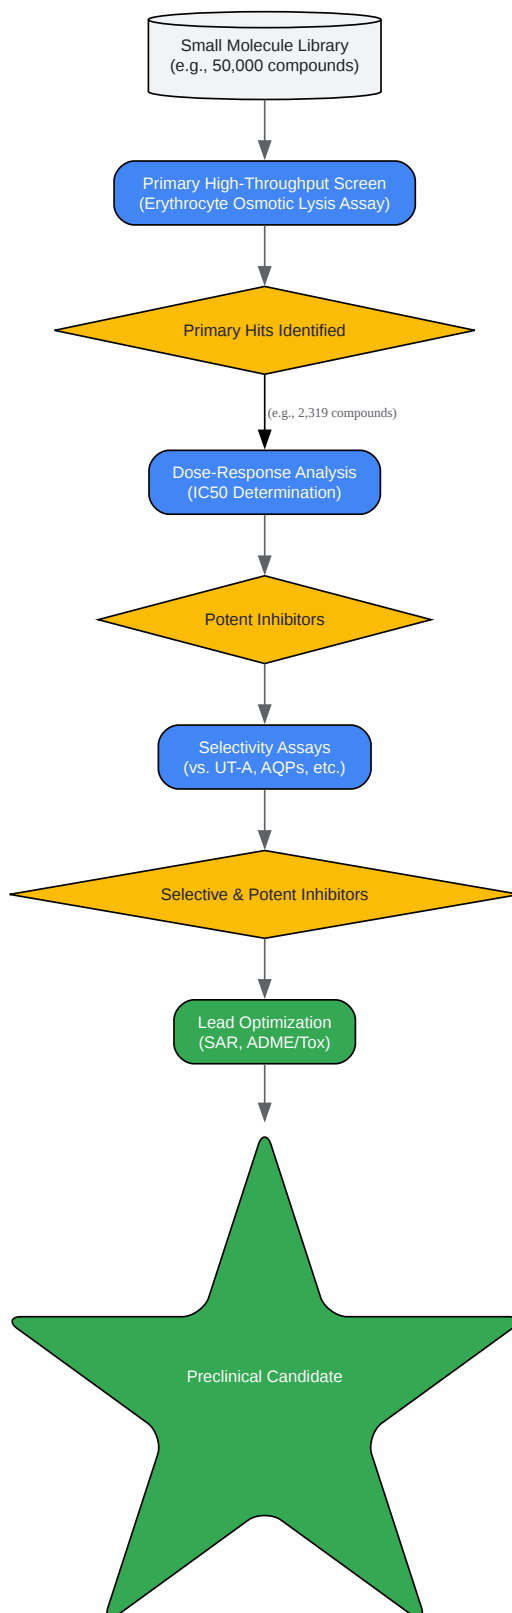 Small Molecule Library
(e.g., 50,000 compounds)
Primary High-Throughput Screen
(Erythrocyte Osmotic Lysis Assay)
Primary Hits Identified
(e.g., 2,319 compounds)
Dose-Response Analysis
(IC50 Determination)
Potent Inhibitors
Selectivity Assays
(vs. UT-A, AQPs, etc.)
Selective & Potent Inhibitors
Lead Optimization
(SAR, ADME/Tox)
Preclinical Candidate